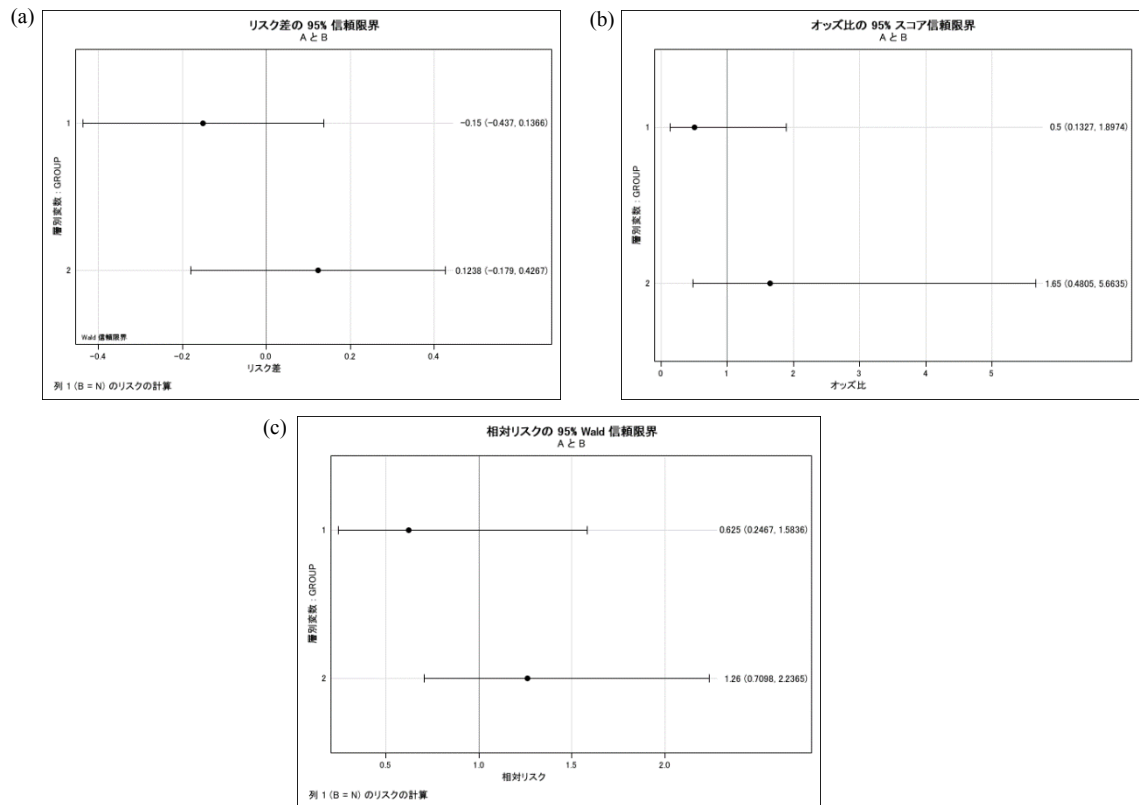 (a)
リスク差の 95% 信頼限界
A と B
層別変数 : GROUP
1
−0.15 (−0.437, 0.1366)
2
0.1238 (−0.179, 0.4267)
Wald 信頼限界
−0.4 −0.2 0.0 0.2 0.4
リスク差
列 1 (B = N) のリスクの計算
(b)
オッズ比の 95% スコア信頼限界
A と B
層別変数 : GROUP
1
0.5 (0.1327, 1.8974)
2
1.65 (0.4805, 5.6635)
0 1 2 3 4 5
オッズ比
(c)
相対リスクの 95% Wald 信頼限界
A と B
層別変数 : GROUP
1
0.625 (0.2467, 1.5836)
2
1.26 (0.7098, 2.2365)
0.5 1.0 1.5 2.0
相対リスク
列 1 (B = N) のリスクの計算